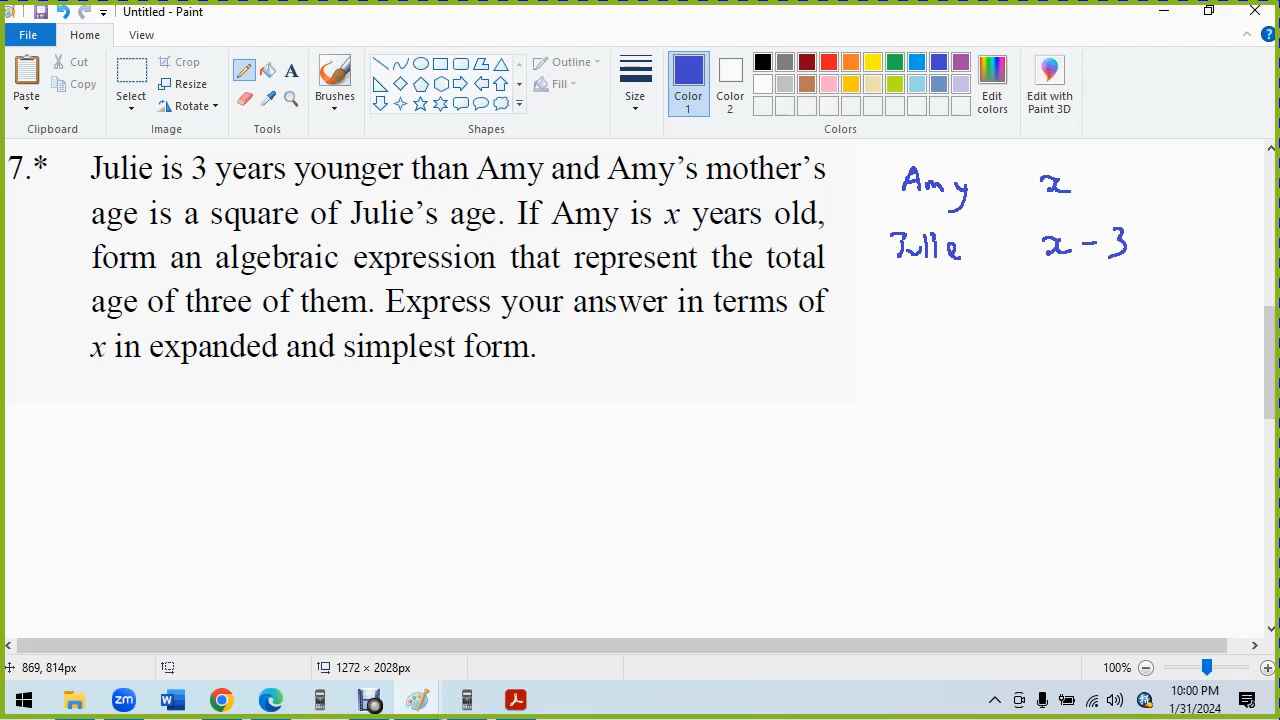 Untitled - Paint
File Home View
Paste Cut Copy Clipboard
Select Crop Resize Rotate Image
Tools
Brushes
Outline Fill Shapes
Size
Color 1 Color 2 Edit colors Colors
Edit with Paint 3D
7.* Julie is 3 years younger than Amy and Amy’s mother’s
age is a square of Julie’s age. If Amy is x years old,
form an algebraic expression that represent the total
age of three of them. Express your answer in terms of
x in expanded and simplest form.
Amy x
Julie x - 3
869, 814px 1272 × 2028px 100%
zm W
10:00 PM
1/31/2024